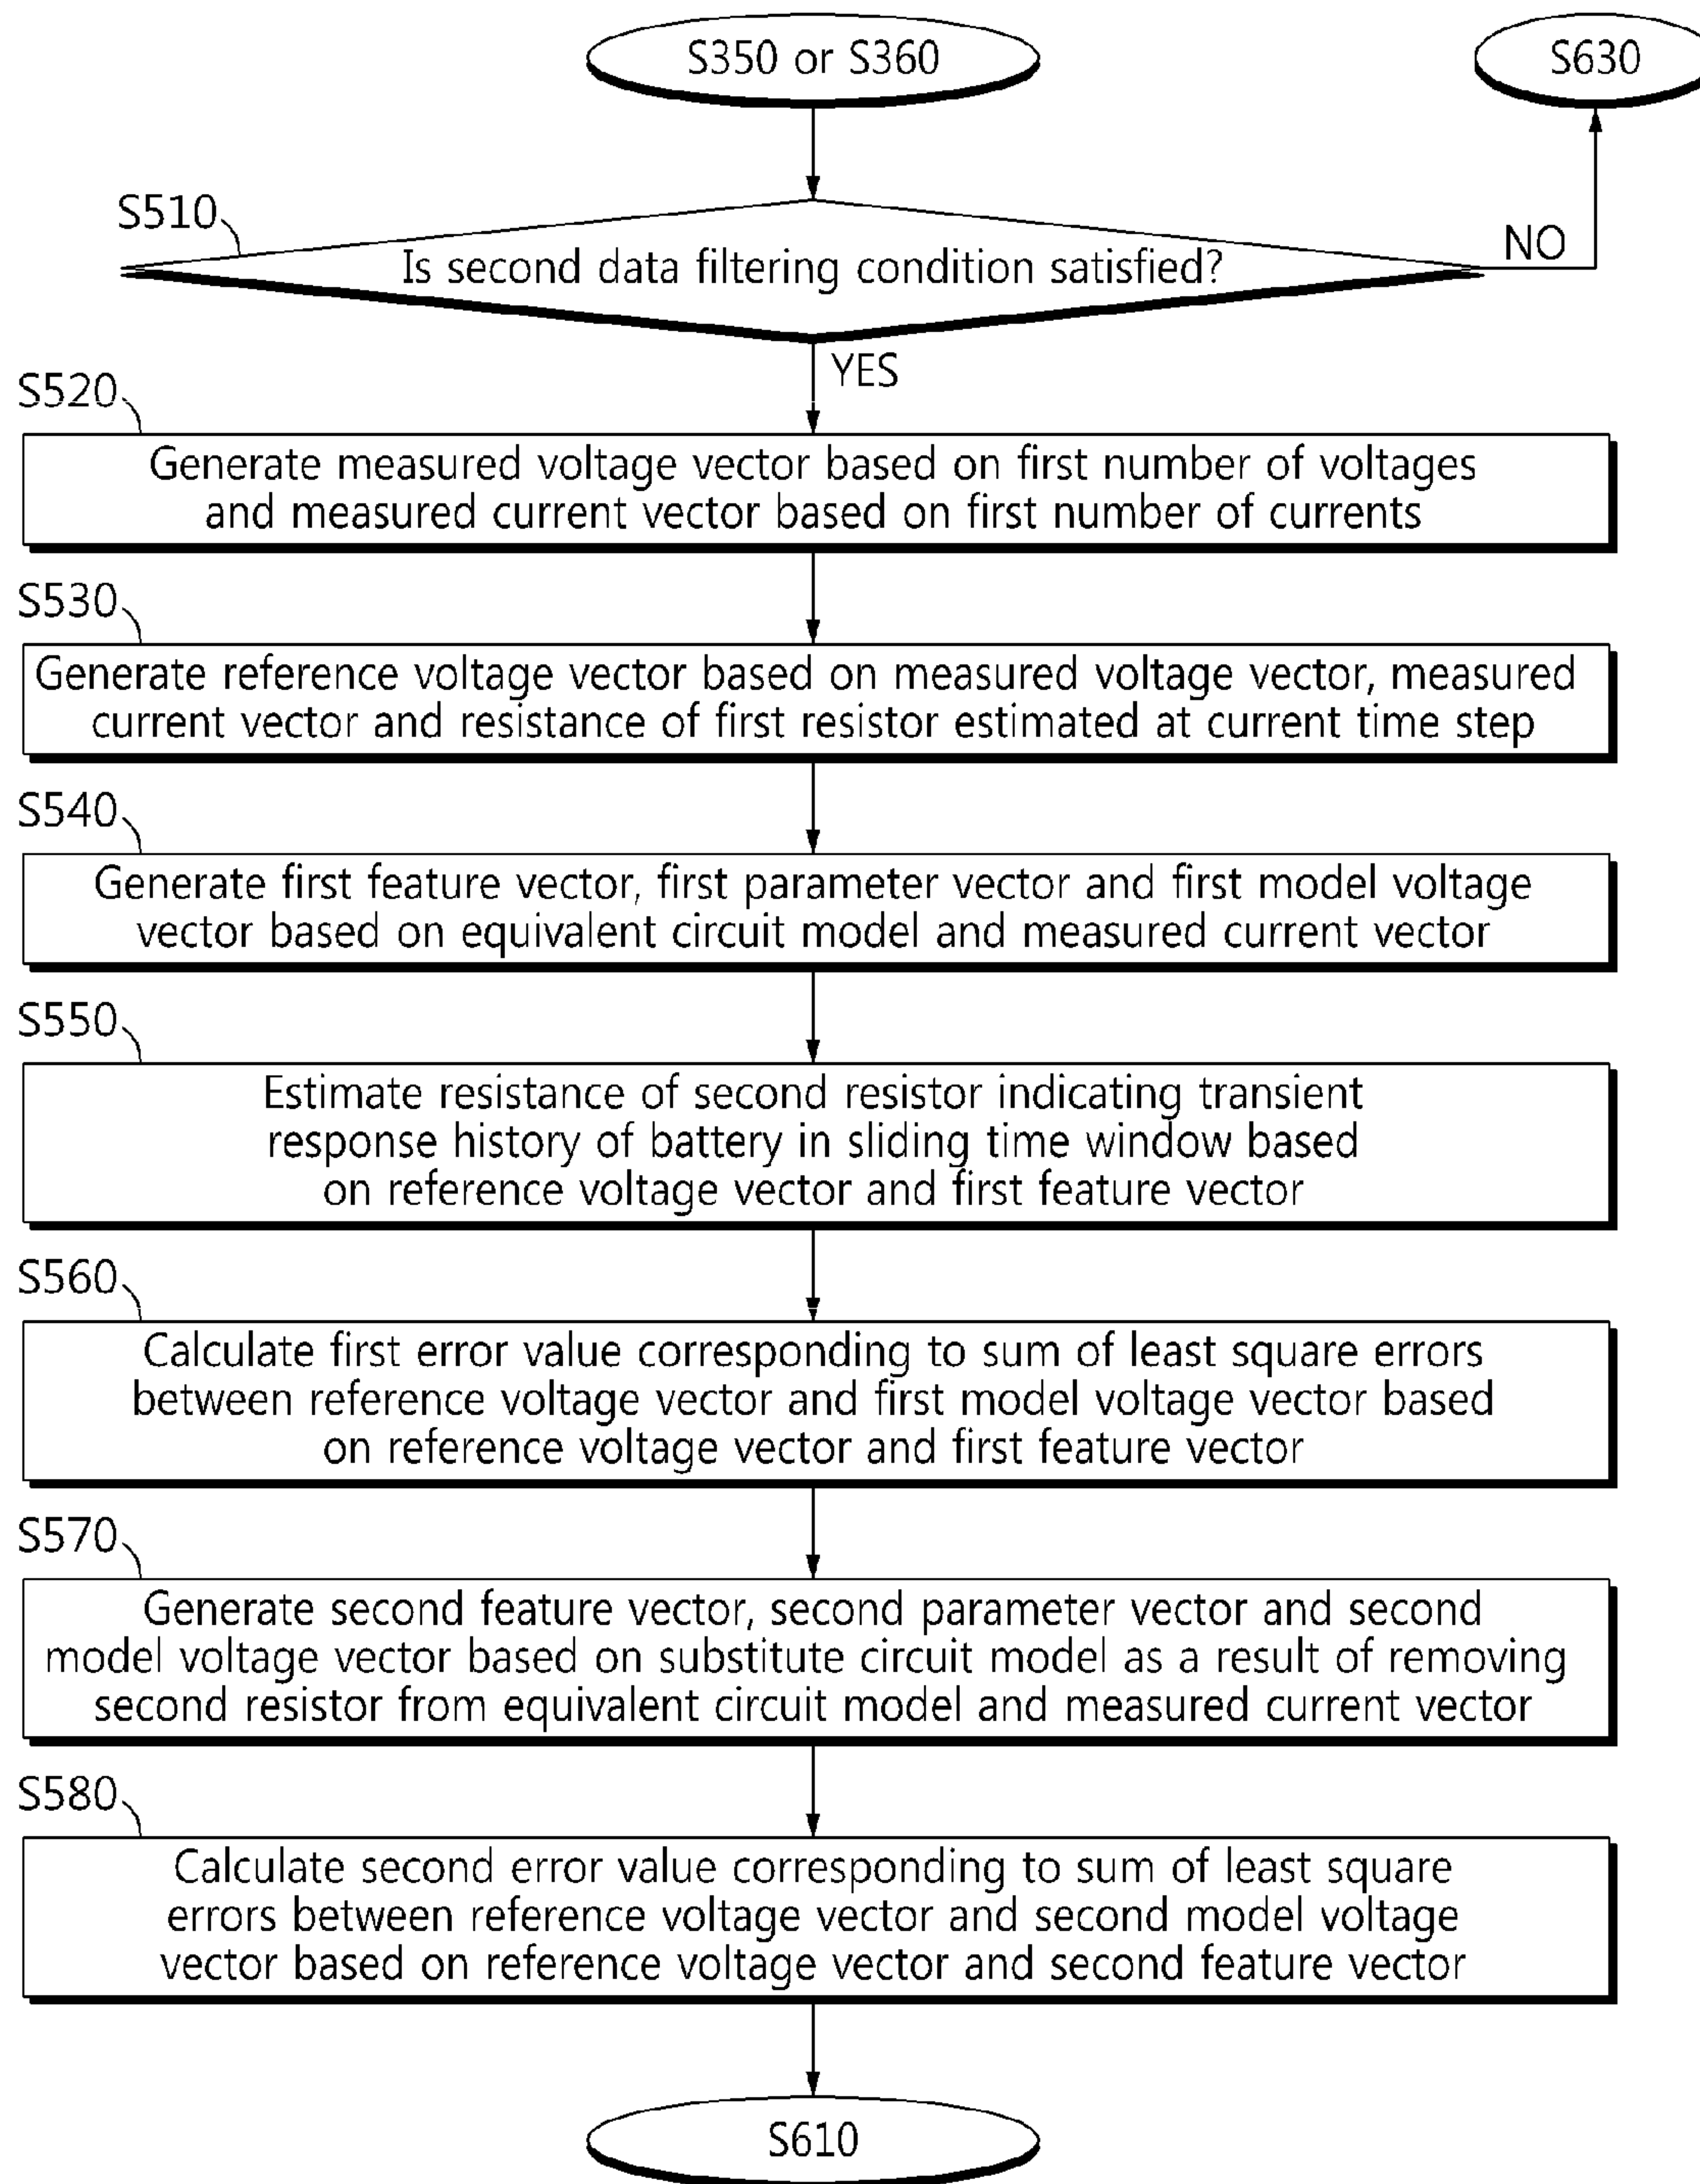 S350 or S360
S630
S510
Is second data filtering condition satisfied?
NO
YES
S520
Generate measured voltage vector based on first number of voltages
and measured current vector based on first number of currents
S530
Generate reference voltage vector based on measured voltage vector, measured
current vector and resistance of first resistor estimated at current time step
S540
Generate first feature vector, first parameter vector and first model voltage
vector based on equivalent circuit model and measured current vector
S550
Estimate resistance of second resistor indicating transient
response history of battery in sliding time window based
on reference voltage vector and first feature vector
S560
Calculate first error value corresponding to sum of least square errors
between reference voltage vector and first model voltage vector based
on reference voltage vector and first feature vector
S570
Generate second feature vector, second parameter vector and second
model voltage vector based on substitute circuit model as a result of removing
second resistor from equivalent circuit model and measured current vector
S580
Calculate second error value corresponding to sum of least square
errors between reference voltage vector and second model voltage
vector based on reference voltage vector and second feature vector
S610